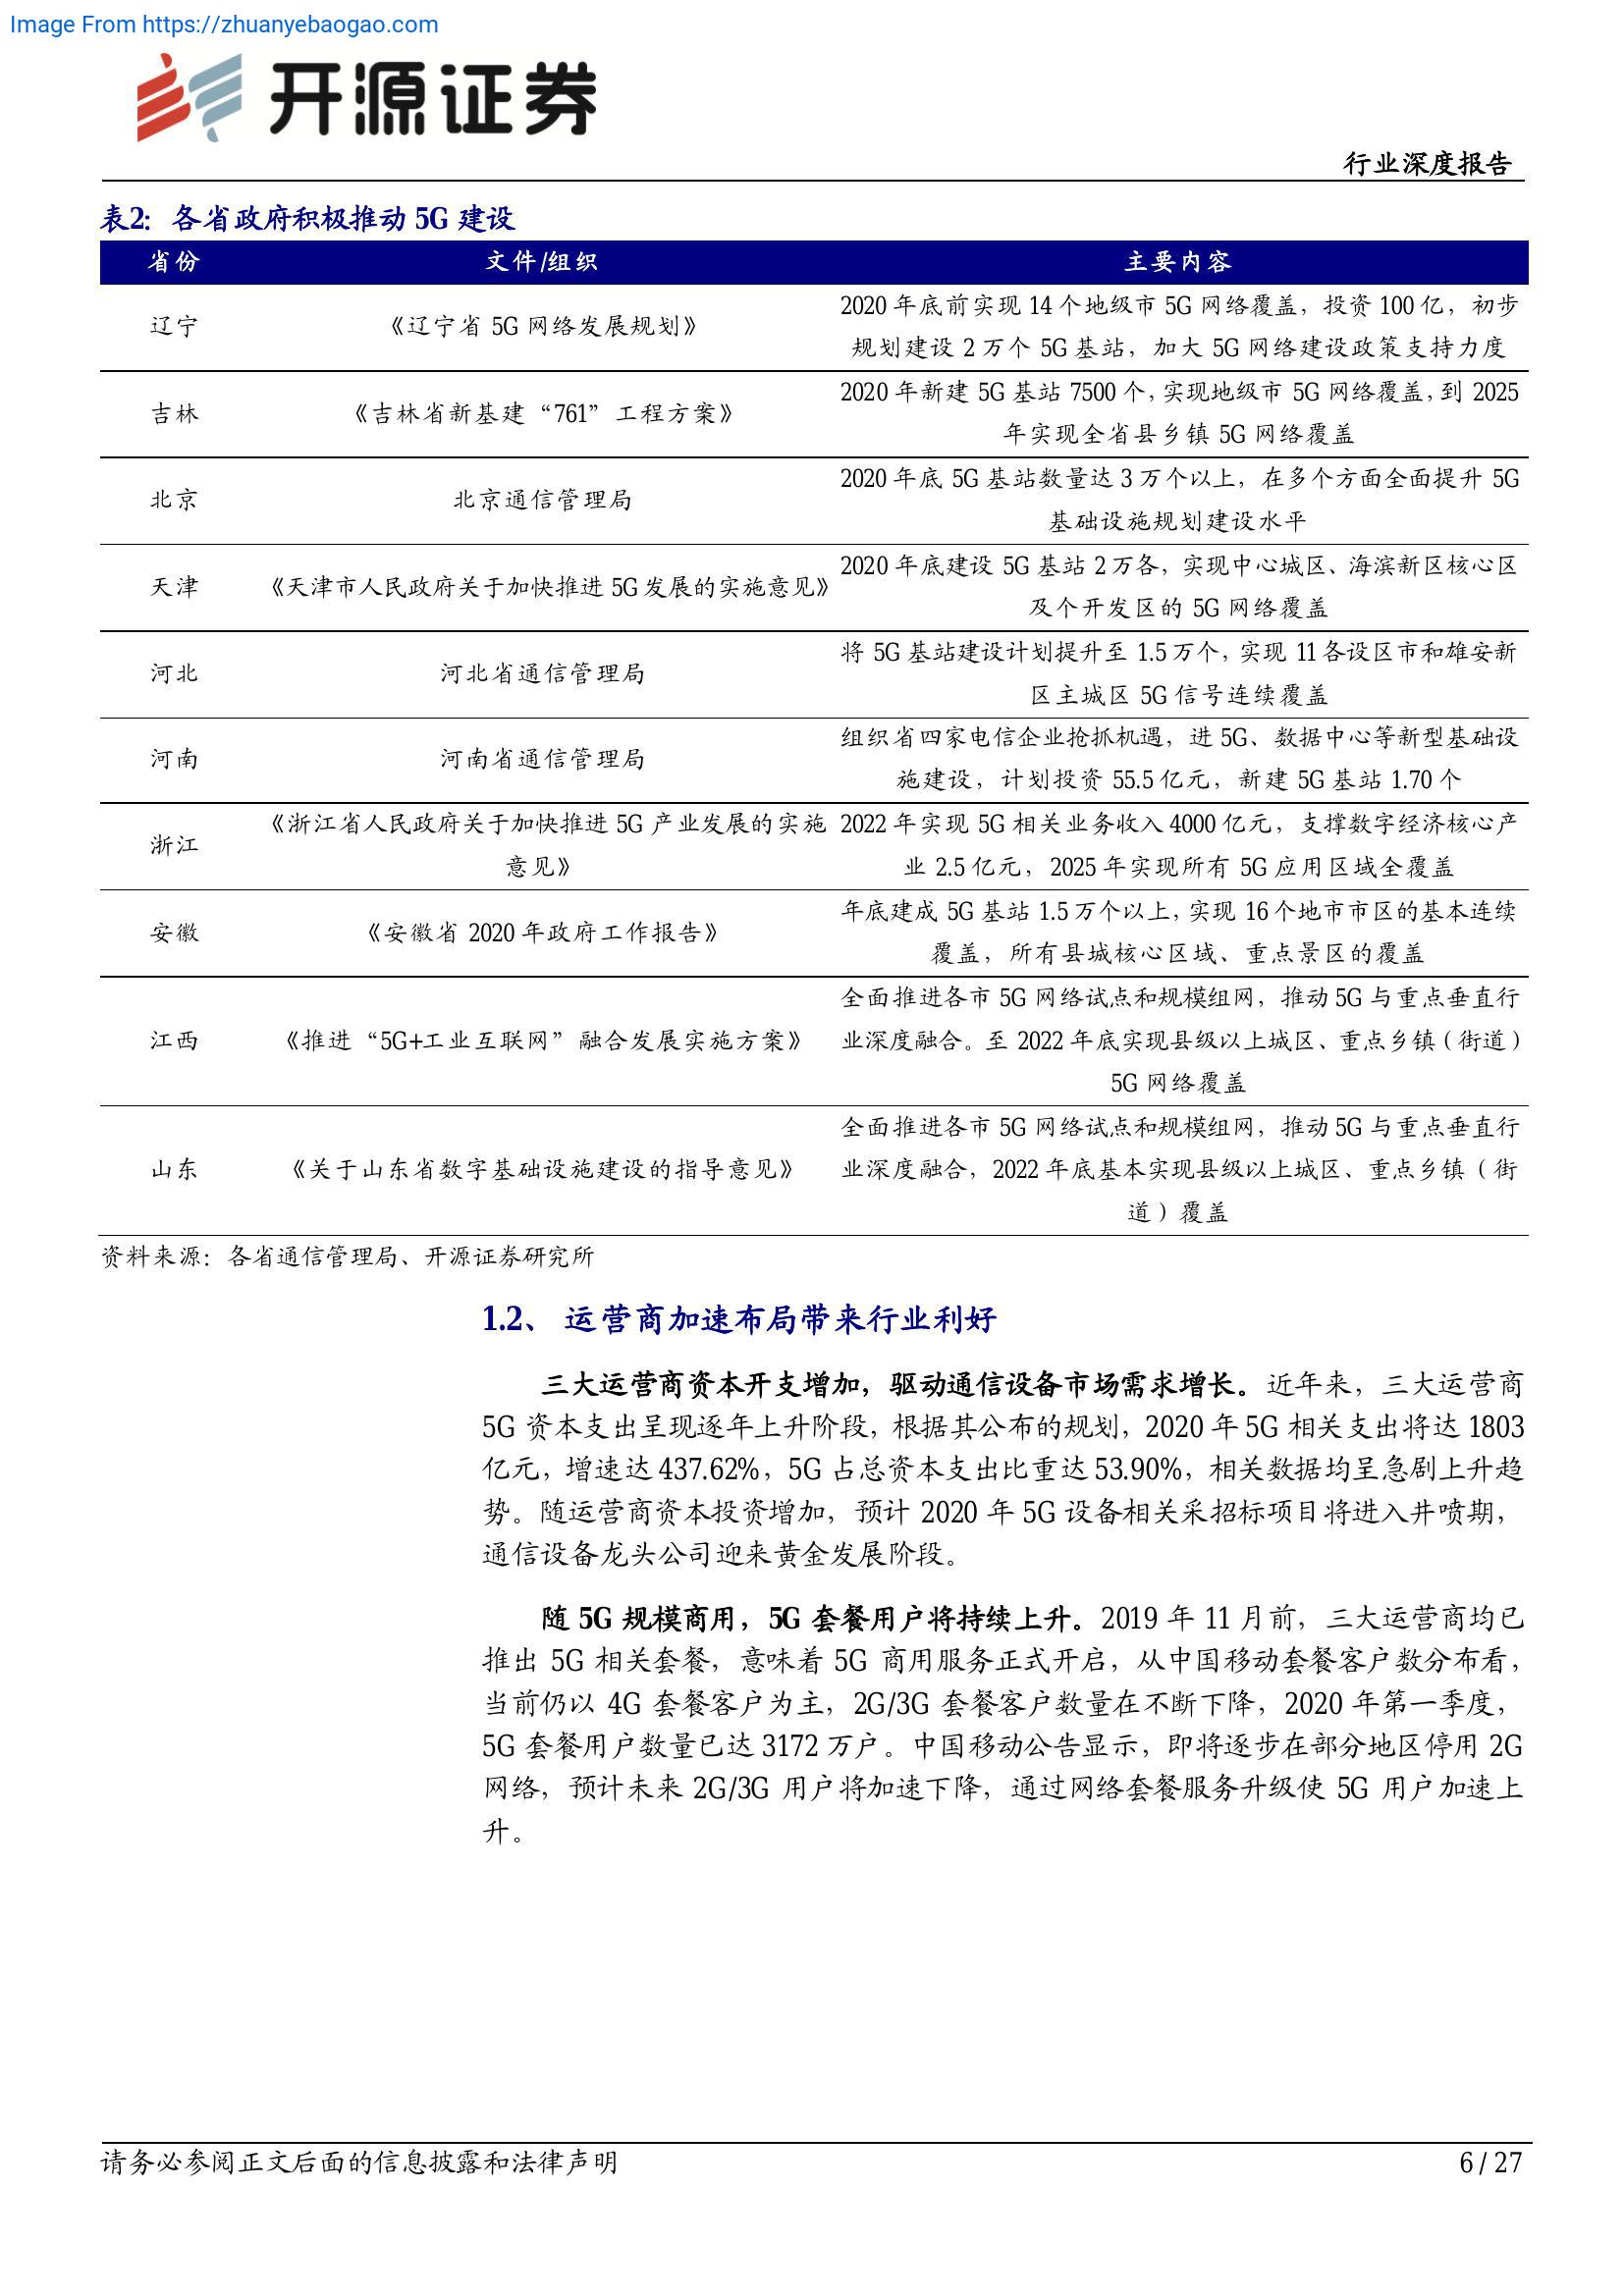 Image From https://zhuanyebaogao.com
开源证券
行业深度报告
表2: 各省政府积极推动 5G 建设
省份 文件/组织 主要内容
辽宁 《辽宁省 5G 网络发展规划》 2020 年底前实现 14 个地级市 5G 网络覆盖，投资 100 亿，初步
规划建设 2 万个 5G 基站，加大 5G 网络建设政策支持力度
吉林 《吉林省新基建“761”工程方案》 2020 年新建 5G 基站 7500 个，实现地级市 5G 网络覆盖，到 2025
年实现全省县乡镇 5G 网络覆盖
北京 北京通信管理局 2020 年底 5G 基站数量达 3 万个以上，在多个方面全面提升 5G
基础设施规划建设水平
天津 《天津市人民政府关于加快推进 5G 发展的实施意见》 2020 年底建设 5G 基站 2 万各，实现中心城区、海滨新区核心区
及个开发区的 5G 网络覆盖
河北 河北省通信管理局 将 5G 基站建设计划提升至 1.5 万个，实现 11 各设区市和雄安新
区主城区 5G 信号连续覆盖
河南 河南省通信管理局 组织省四家电信企业抢抓机遇，进 5G、数据中心等新型基础设
施建设，计划投资 55.5 亿元，新建 5G 基站 1.70 个
浙江 《浙江省人民政府关于加快推进 5G 产业发展的实施 2022 年实现 5G 相关业务收入 4000 亿元，支撑数字经济核心产
意见》 业 2.5 亿元，2025 年实现所有 5G 应用区域全覆盖
安徽 《安徽省 2020 年政府工作报告》 年底建成 5G 基站 1.5 万个以上，实现 16 个地市市区的基本连续
覆盖，所有县城核心区域、重点景区的覆盖
江西 《推进“5G+工业互联网”融合发展实施方案》 全面推进各市 5G 网络试点和规模组网，推动 5G 与重点垂直行
业深度融合。至 2022 年底实现县级以上城区、重点乡镇（街道）
5G 网络覆盖
山东 《关于山东省数字基础设施建设的指导意见》 全面推进各市 5G 网络试点和规模组网，推动 5G 与重点垂直行
业深度融合，2022 年底基本实现县级以上城区、重点乡镇（街
道）覆盖
资料来源：各省通信管理局、开源证券研究所
1.2、 运营商加速布局带来行业利好
三大运营商资本开支增加，驱动通信设备市场需求增长。近年来，三大运营商
5G 资本支出呈现逐年上升阶段，根据其公布的规划，2020 年 5G 相关支出将达 1803
亿元，增速达 437.62%，5G 占总资本支出比重达 53.90%，相关数据均呈急剧上升趋
势。随运营商资本投资增加，预计 2020 年 5G 设备相关采招标项目将进入井喷期，
通信设备龙头公司迎来黄金发展阶段。
随 5G 规模商用，5G 套餐用户将持续上升。2019 年 11 月前，三大运营商均已
推出 5G 相关套餐，意味着 5G 商用服务正式开启，从中国移动套餐客户数分布看，
当前仍以 4G 套餐客户为主，2G/3G 套餐客户数量在不断下降，2020 年第一季度，
5G 套餐用户数量已达 3172 万户。中国移动公告显示，即将逐步在部分地区停用 2G
网络，预计未来 2G/3G 用户将加速下降，通过网络套餐服务升级使 5G 用户加速上
升。
请务必参阅正文后面的信息披露和法律声明 6 / 27